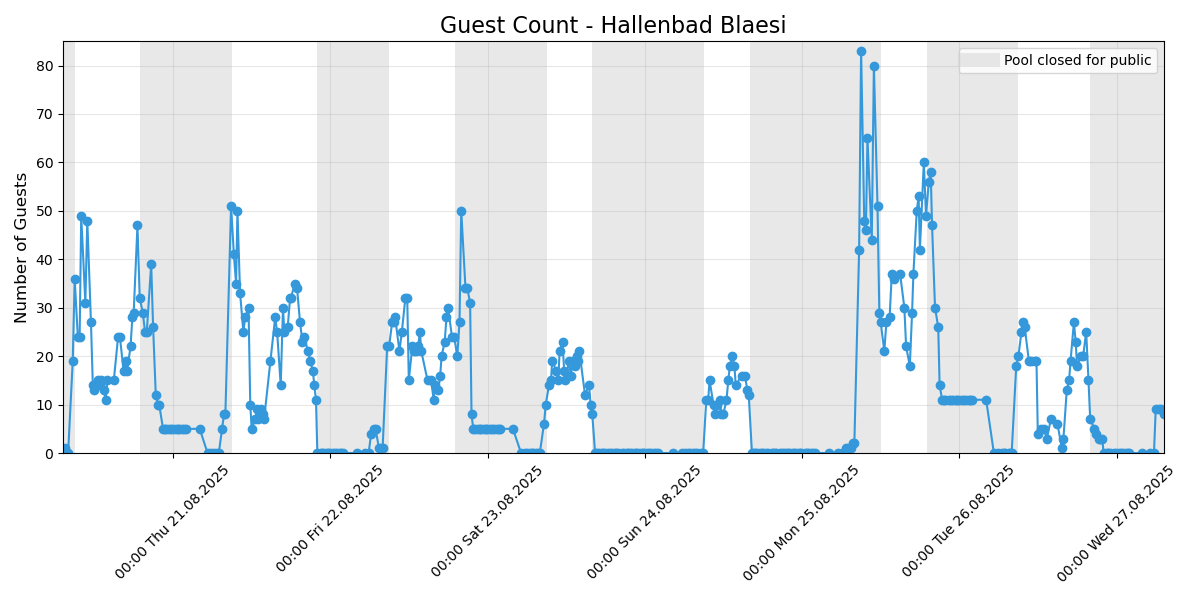 Guest Count - Hallenbad Blaesi
Pool closed for public
Number of Guests
80
70
60
50
40
30
20
10
0
00:00 Thu 21.08.2025
00:00 Fri 22.08.2025
00:00 Sat 23.08.2025
00:00 Sun 24.08.2025
00:00 Mon 25.08.2025
00:00 Tue 26.08.2025
00:00 Wed 27.08.2025